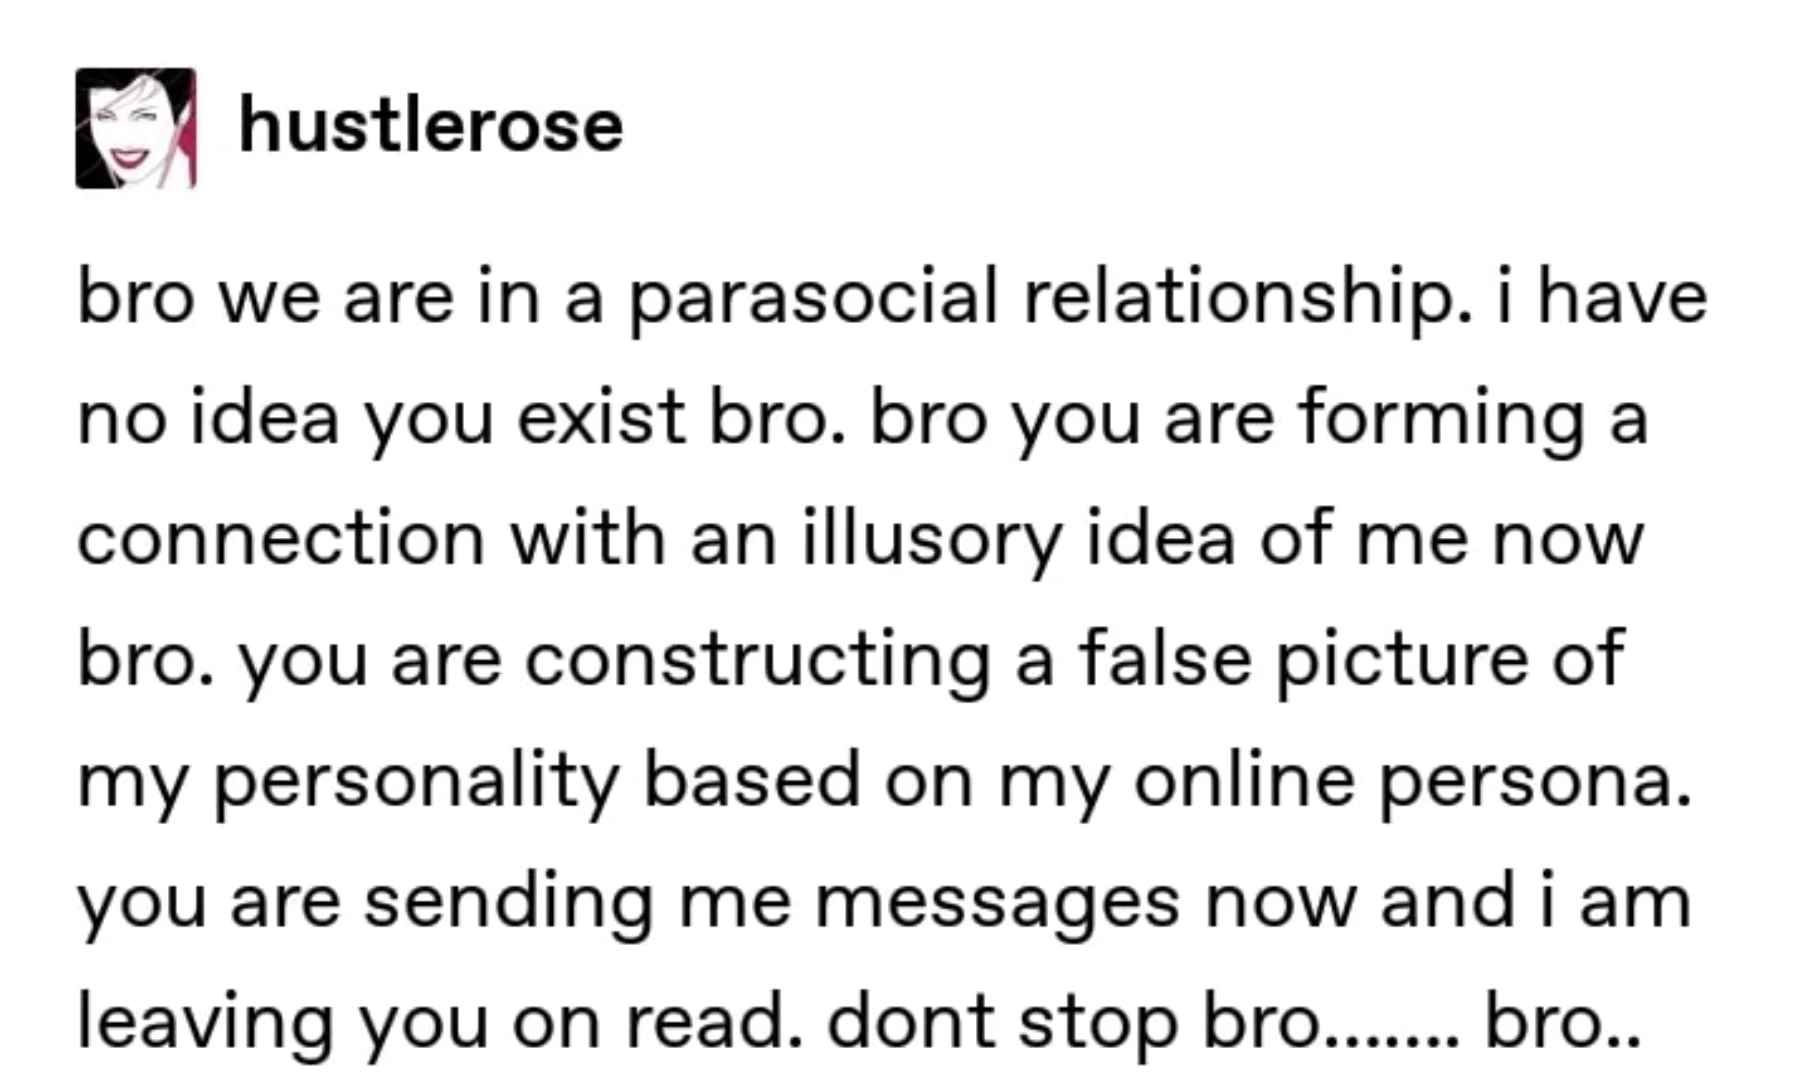 hustlerose
bro we are in a parasocial relationship. i have
no idea you exist bro. bro you are forming a
connection with an illusory idea of me now
bro. you are constructing a false picture of
my personality based on my online persona.
you are sending me messages now and i am
leaving you on read. dont stop bro....... bro..